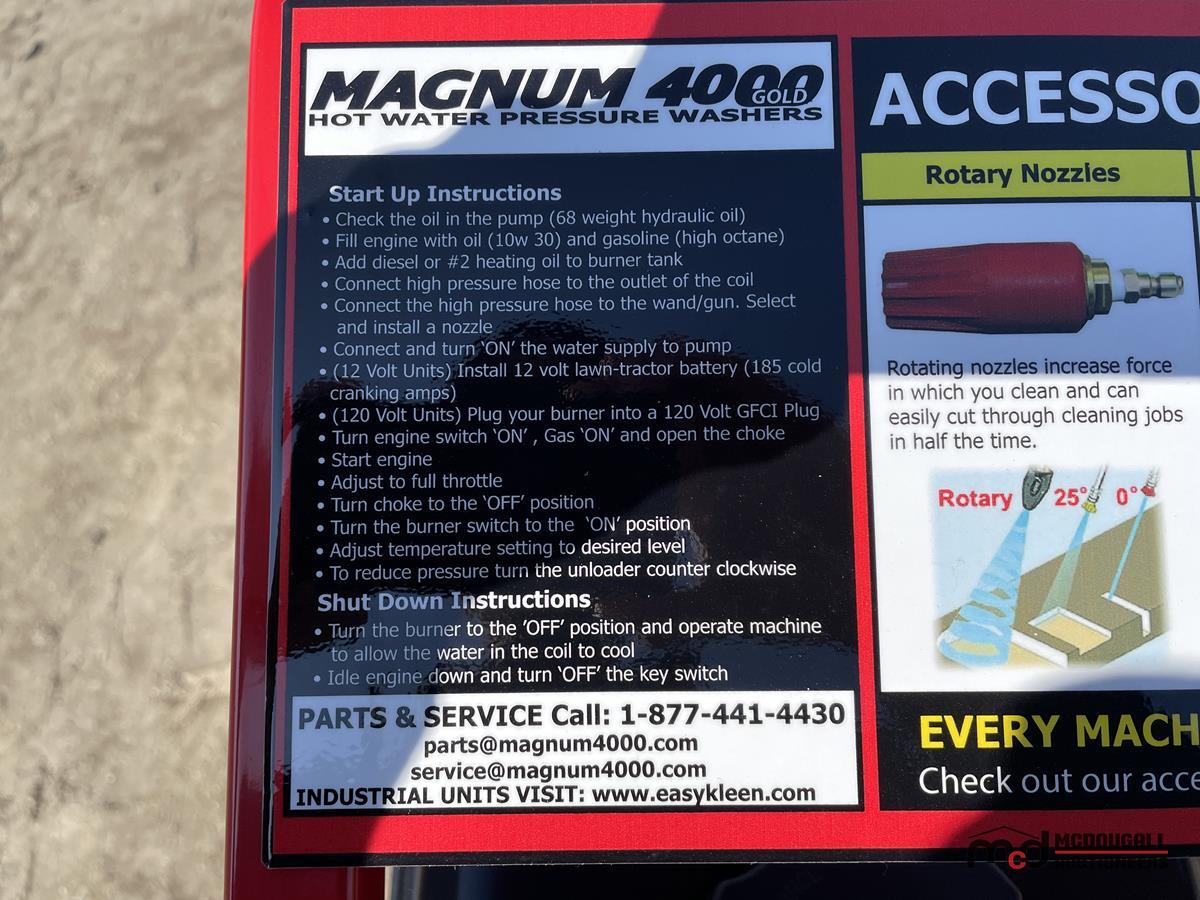 MAGNUM 4000
GOLD
HOT WATER PRESSURE WASHERS
Start Up Instructions
• Check the oil in the pump (68 weight hydraulic oil)
• Fill engine with oil (10w 30) and gasoline (high octane)
• Add diesel or #2 heating oil to burner tank
• Connect high pressure hose to the outlet of the coil
• Connect the high pressure hose to the wand/gun. Select
and install a nozzle
• Connect and turn ‘ON’ the water supply to pump
• (12 Volt Units) Install 12 volt lawn-tractor battery (185 cold
cranking amps)
• (120 Volt Units) Plug your burner into a 120 Volt GFCI Plug
• Turn engine switch ‘ON’ , Gas ‘ON’ and open the choke
• Start engine
• Adjust to full throttle
• Turn choke to the ‘OFF’ position
• Turn the burner switch to the ‘ON’ position
• Adjust temperature setting to desired level
• To reduce pressure turn the unloader counter clockwise
Shut Down Instructions
• Turn the burner to the ’OFF’ position and operate machine
to allow the water in the coil to cool
• Idle engine down and turn ‘OFF’ the key switch
PARTS & SERVICE Call: 1-877-441-4430
parts@magnum4000.com
service@magnum4000.com
INDUSTRIAL UNITS VISIT: www.easykleen.com
ACCESSO
Rotary Nozzles
Rotating nozzles increase force
in which you clean and can
easily cut through cleaning jobs
in half the time.
Rotary 25° 0°
EVERY MACH
Check out our acce
mcd MCDOUGALL
AUCTIONEERS